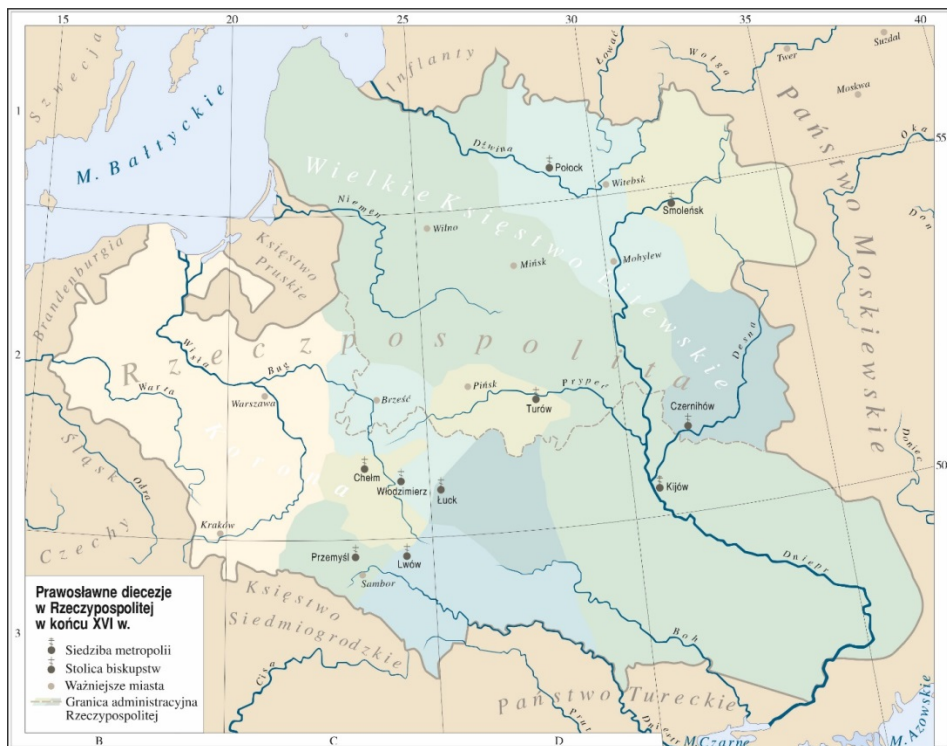 15
20
25
30
35
40
Szwecja
M. Bałtyckie
Inflanty
Łować
Wołga
Twer
Suzdal
Moskwa
1
55
Oka
Don
Państwo Moskiewskie
Dźwina
Połock
Witebsk
Smoleńsk
Wielkie Księstwo Litewskie
Niemen
Wilno
Mińsk
Mohylew
Księstwo
Pruskie
Brandenburgia
Desna
2
Rzeczpospolita
Wisła
Bug
Warta
Warszawa
Brześć
Pińsk
Prypeć
Turów
Czernihów
Doniec
50
Śląsk
Odra
Korona
Chełm
Włodzimierz
Łuck
Kijów
Czechy
Kraków
Przemyśl
Lwów
Sambor
Dniepr
Księstwo
Siedmiogrodzkie
3
Boh
Cisa
Prut
Dniestr
Państwo Tureckie
M.Czarne
M.Azowskie
Prawosławne diecezje
w Rzeczypospolitej
w końcu XVI w.
Siedziba metropolii
Stolica biskupstw
Ważniejsze miasta
Granica administracyjna
Rzeczypospolitej
B
C
D